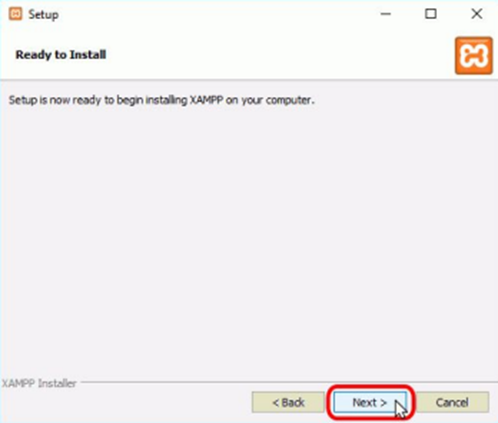 Setup
Ready to Install
Setup is now ready to begin installing XAMPP on your computer.
XAMPP Installer
< Back Next > Cancel